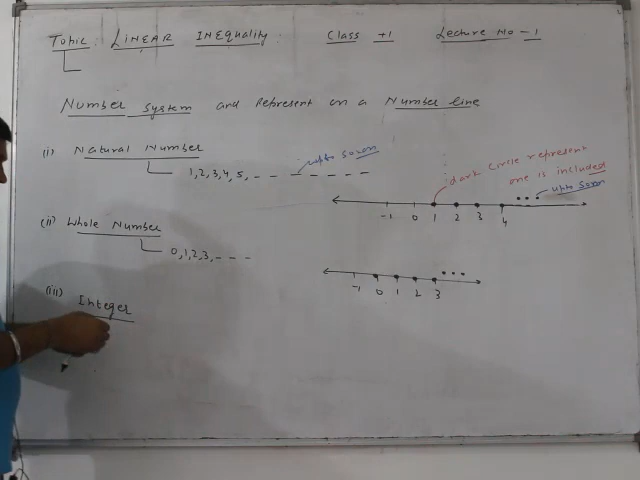 Topic: LINEAR INEQUALITY: Class +1 Lecture No - 1
Number System and Represent on a Number line
(i) Natural Number
1,2,3,4,5, - - - - - - - - upto so on
dark circle represent
one is included
... upto so on
-1 0 1 2 3 4
(ii) Whole Number
0,1,2,3, - - -
-1 0 1 2 3 ...
(iii) Integer